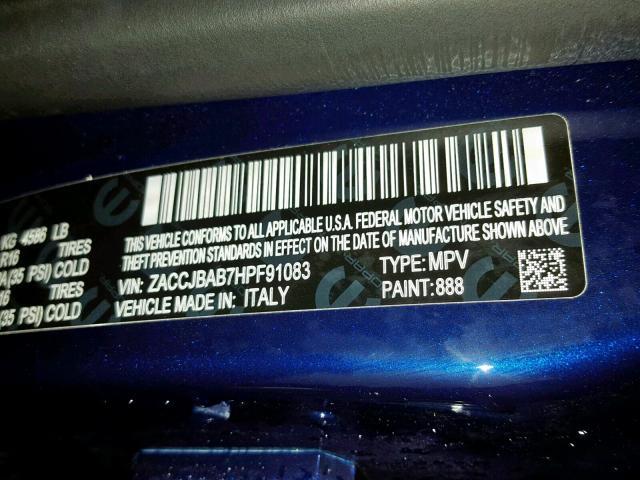 KG 4586 LB
THIS VEHICLE CONFORMS TO ALL APPLICABLE U.S.A. FEDERAL MOTOR VEHICLE SAFETY AND
R16 TIRES
THEFT PREVENTION STANDARDS IN EFFECT ON THE DATE OF MANUFACTURE SHOWN ABOVE
(35 PSI) COLD
VIN: ZACCJBAB7HPF91083 TYPE: MPV
16 TIRES
VEHICLE MADE IN: ITALY PAINT: 888
(35 PSI) COLD